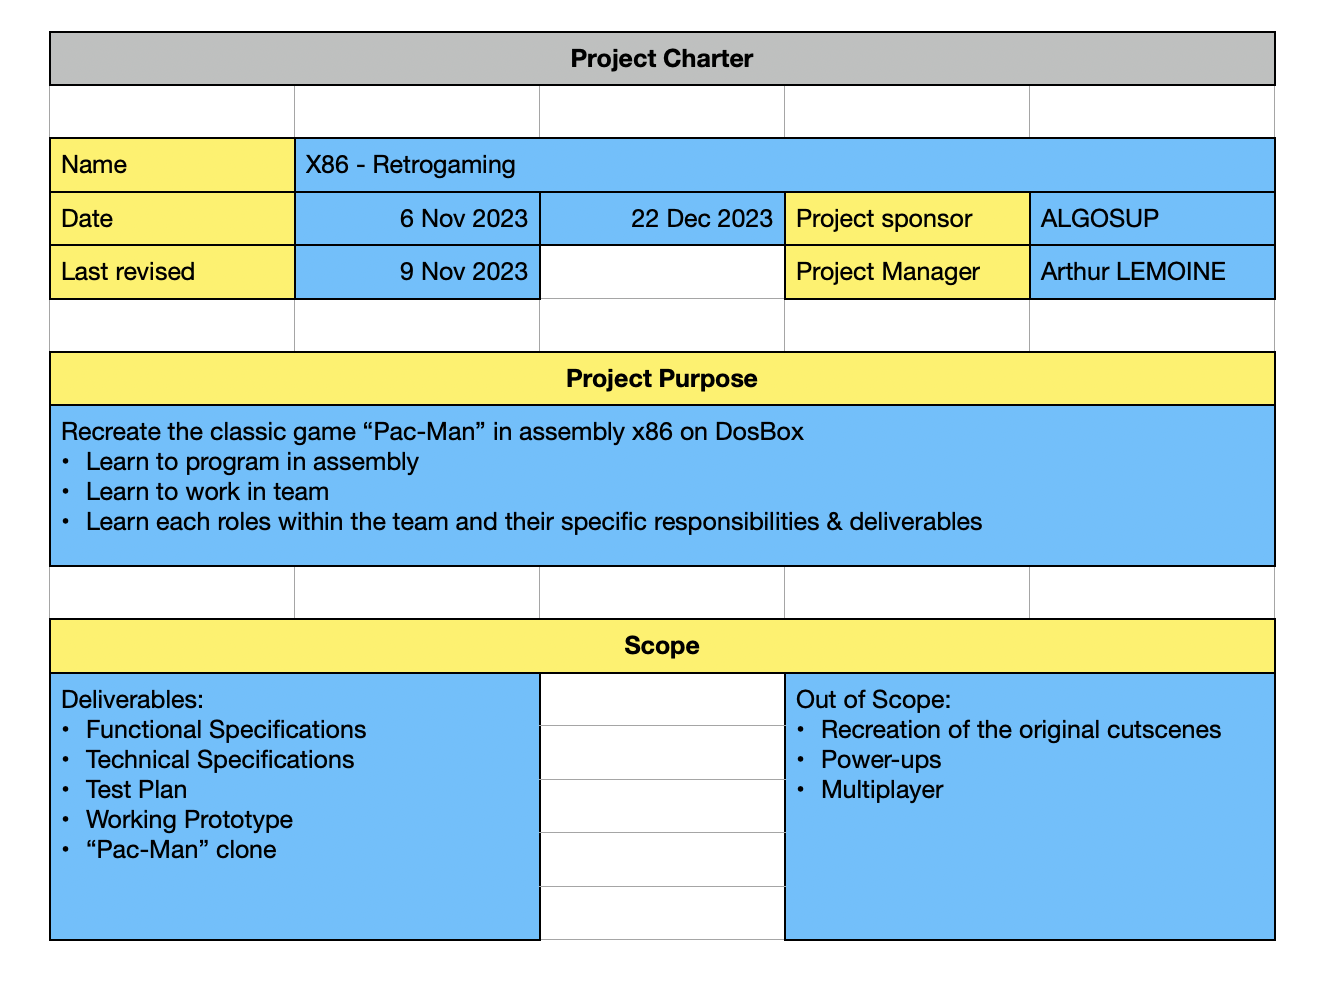 Project Charter
Name
X86 - Retrogaming
Date
6 Nov 2023
22 Dec 2023
Project sponsor
ALGOSUP
Last revised
9 Nov 2023
Project Manager
Arthur LEMOINE
Project Purpose
Recreate the classic game “Pac-Man” in assembly x86 on DosBox
• Learn to program in assembly
• Learn to work in team
• Learn each roles within the team and their specific responsibilities & deliverables
Scope
Deliverables:
• Functional Specifications
• Technical Specifications
• Test Plan
• Working Prototype
• “Pac-Man” clone
Out of Scope:
• Recreation of the original cutscenes
• Power-ups
• Multiplayer